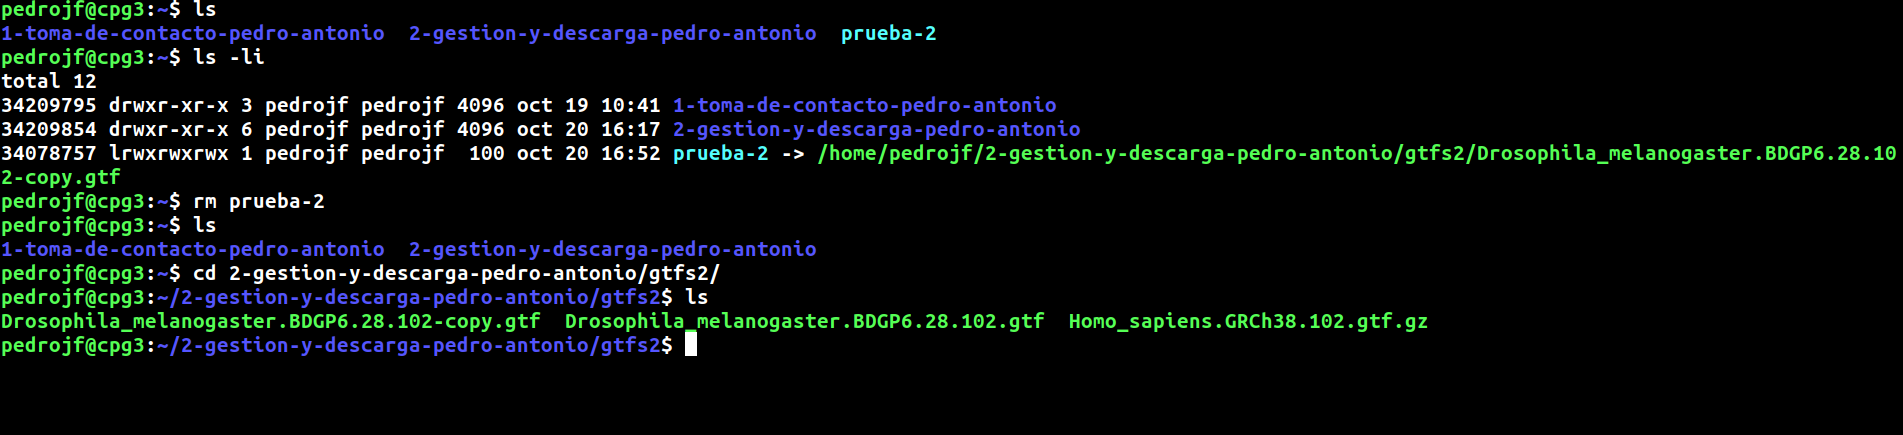 pedrojf@cpg3:~$ ls
1-toma-de-contacto-pedro-antonio  2-gestion-y-descarga-pedro-antonio  prueba-2
pedrojf@cpg3:~$ ls -li
total 12
34209795 drwxr-xr-x 3 pedrojf pedrojf 4096 oct 19 10:41 1-toma-de-contacto-pedro-antonio
34209854 drwxr-xr-x 6 pedrojf pedrojf 4096 oct 20 16:17 2-gestion-y-descarga-pedro-antonio
34078757 lrwxrwxrwx 1 pedrojf pedrojf  100 oct 20 16:52 prueba-2 -> /home/pedrojf/2-gestion-y-descarga-pedro-antonio/gtfs2/Drosophila_melanogaster.BDGP6.28.10
2-copy.gtf
pedrojf@cpg3:~$ rm prueba-2
pedrojf@cpg3:~$ ls
1-toma-de-contacto-pedro-antonio  2-gestion-y-descarga-pedro-antonio
pedrojf@cpg3:~$ cd 2-gestion-y-descarga-pedro-antonio/gtfs2/
pedrojf@cpg3:~/2-gestion-y-descarga-pedro-antonio/gtfs2$ ls
Drosophila_melanogaster.BDGP6.28.102-copy.gtf  Drosophila_melanogaster.BDGP6.28.102.gtf  Homo_sapiens.GRCh38.102.gtf.gz
pedrojf@cpg3:~/2-gestion-y-descarga-pedro-antonio/gtfs2$